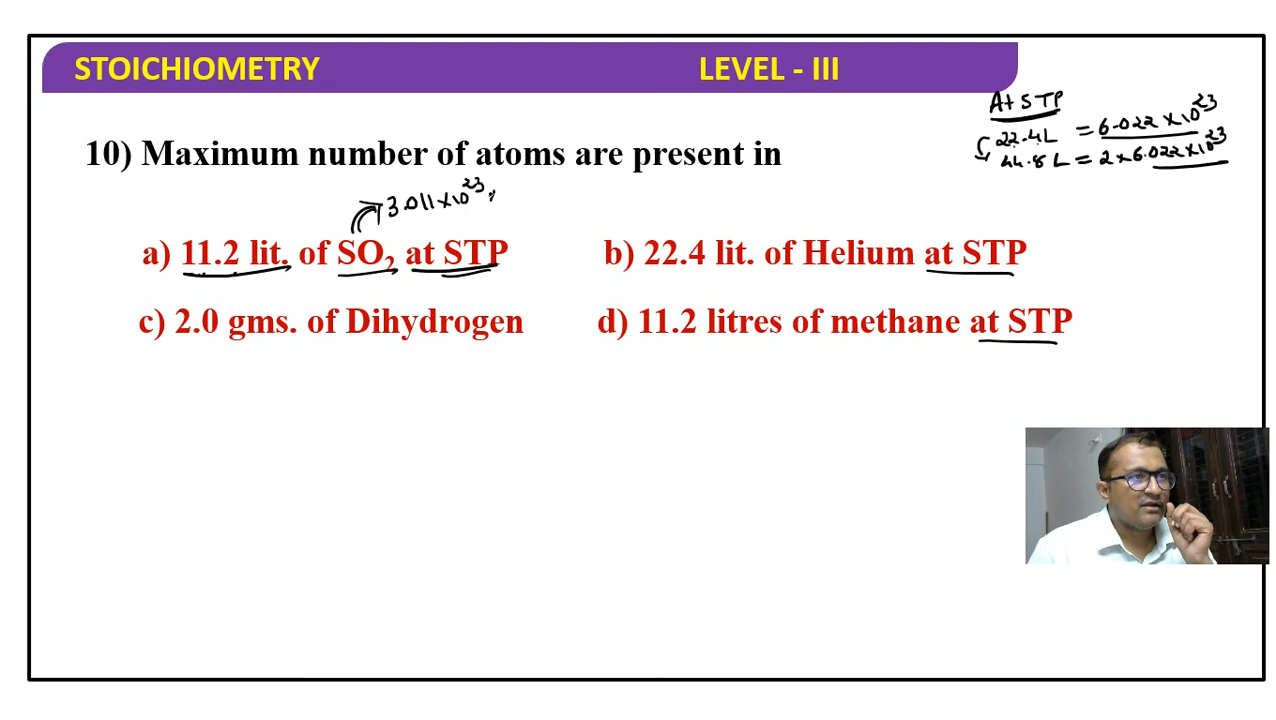 STOICHIOMETRY LEVEL - III
At STP
22.4L = 6.022 × 10²³
44.8L = 2 × 6.022 × 10²³
10) Maximum number of atoms are present in
3.011 × 10²³
a) 11.2 lit. of SO₂ at STP b) 22.4 lit. of Helium at STP
c) 2.0 gms. of Dihydrogen d) 11.2 litres of methane at STP